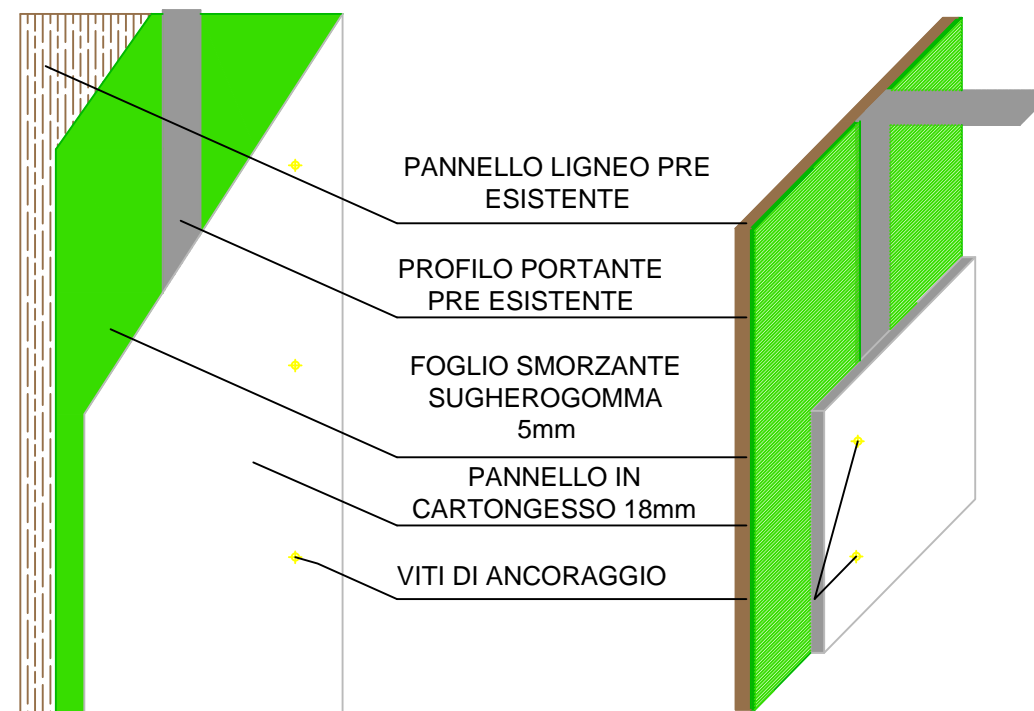 PANNELLO LIGNEO PRE
ESISTENTE
PROFILO PORTANTE
PRE ESISTENTE
FOGLIO SMORZANTE
SUGHEROGOMMA
5mm
PANNELLO IN
CARTONGESSO 18mm
VITI DI ANCORAGGIO